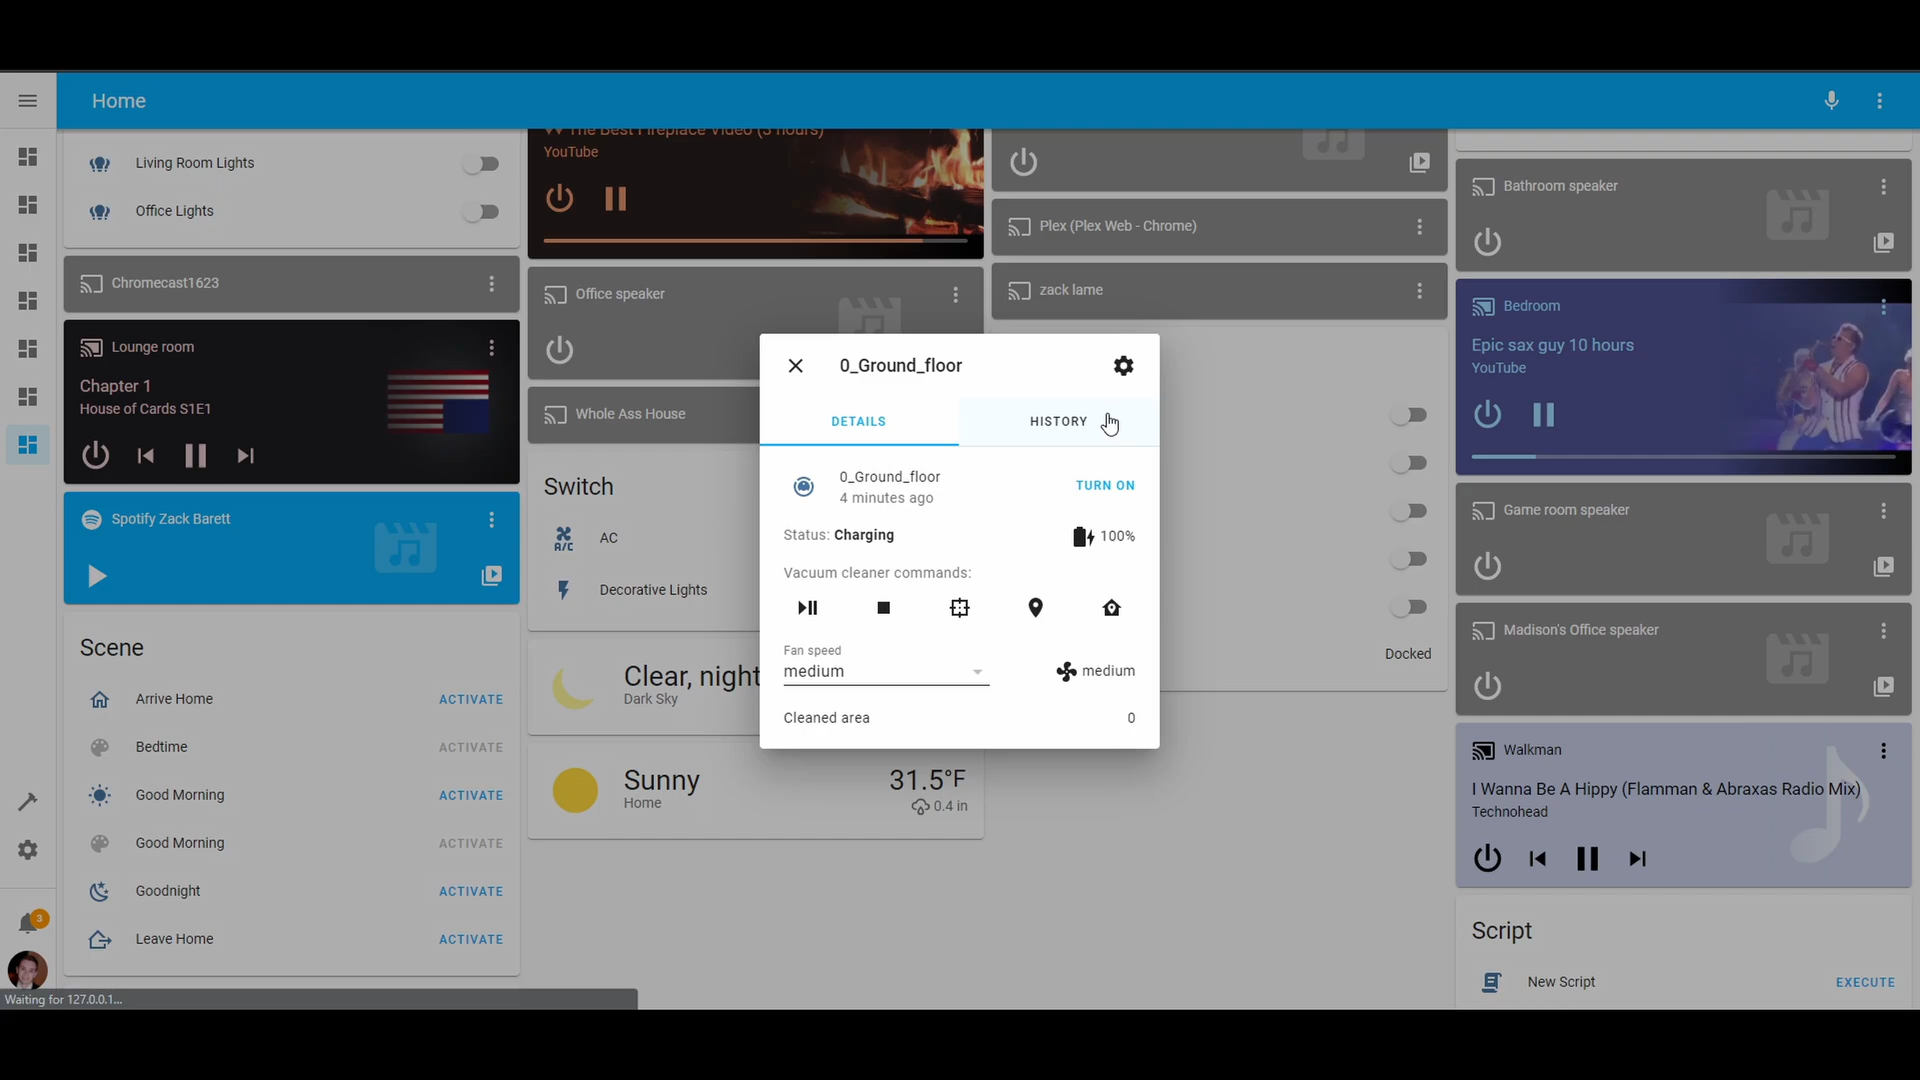 Home
Living Room Lights
Office Lights
Chromecast1623
Lounge room
Chapter 1
House of Cards S1E1
Spotify Zack Barett
Scene
Arrive Home
ACTIVATE
Bedtime
ACTIVATE
Good Morning
ACTIVATE
Good Morning
ACTIVATE
Goodnight
ACTIVATE
Leave Home
ACTIVATE
3
Waiting for 127.0.0.1...
The Best Fireplace Video (3 hours)
YouTube
Office speaker
Whole Ass House
Switch
A/C
AC
Decorative Lights
Clear, night
Dark Sky
Sunny
Home
31.5°F
0.4 in
0_Ground_floor
DETAILS
HISTORY
0_Ground_floor
4 minutes ago
TURN ON
Status: Charging
100%
Vacuum cleaner commands:
Fan speed
medium
medium
Cleaned area
0
Plex (Plex Web - Chrome)
zack lame
Docked
Bathroom speaker
Bedroom
Epic sax guy 10 hours
YouTube
Game room speaker
Madison's Office speaker
Walkman
I Wanna Be A Hippy (Flamman & Abraxas Radio Mix)
Technohead
Script
New Script
EXECUTE